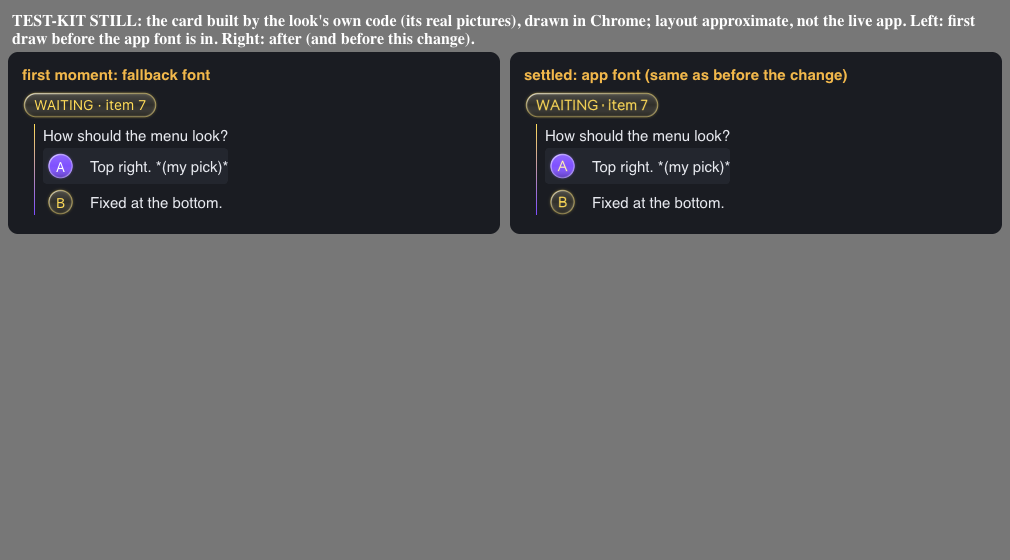 TEST-KIT STILL: the card built by the look's own code (its real pictures), drawn in Chrome; layout approximate, not the live app. Left: first
draw before the app font is in. Right: after (and before this change).
first moment: fallback font
WAITING · item 7
How should the menu look?
A Top right. *(my pick)*
B Fixed at the bottom.
settled: app font (same as before the change)
WAITING · item 7
How should the menu look?
A Top right. *(my pick)*
B Fixed at the bottom.